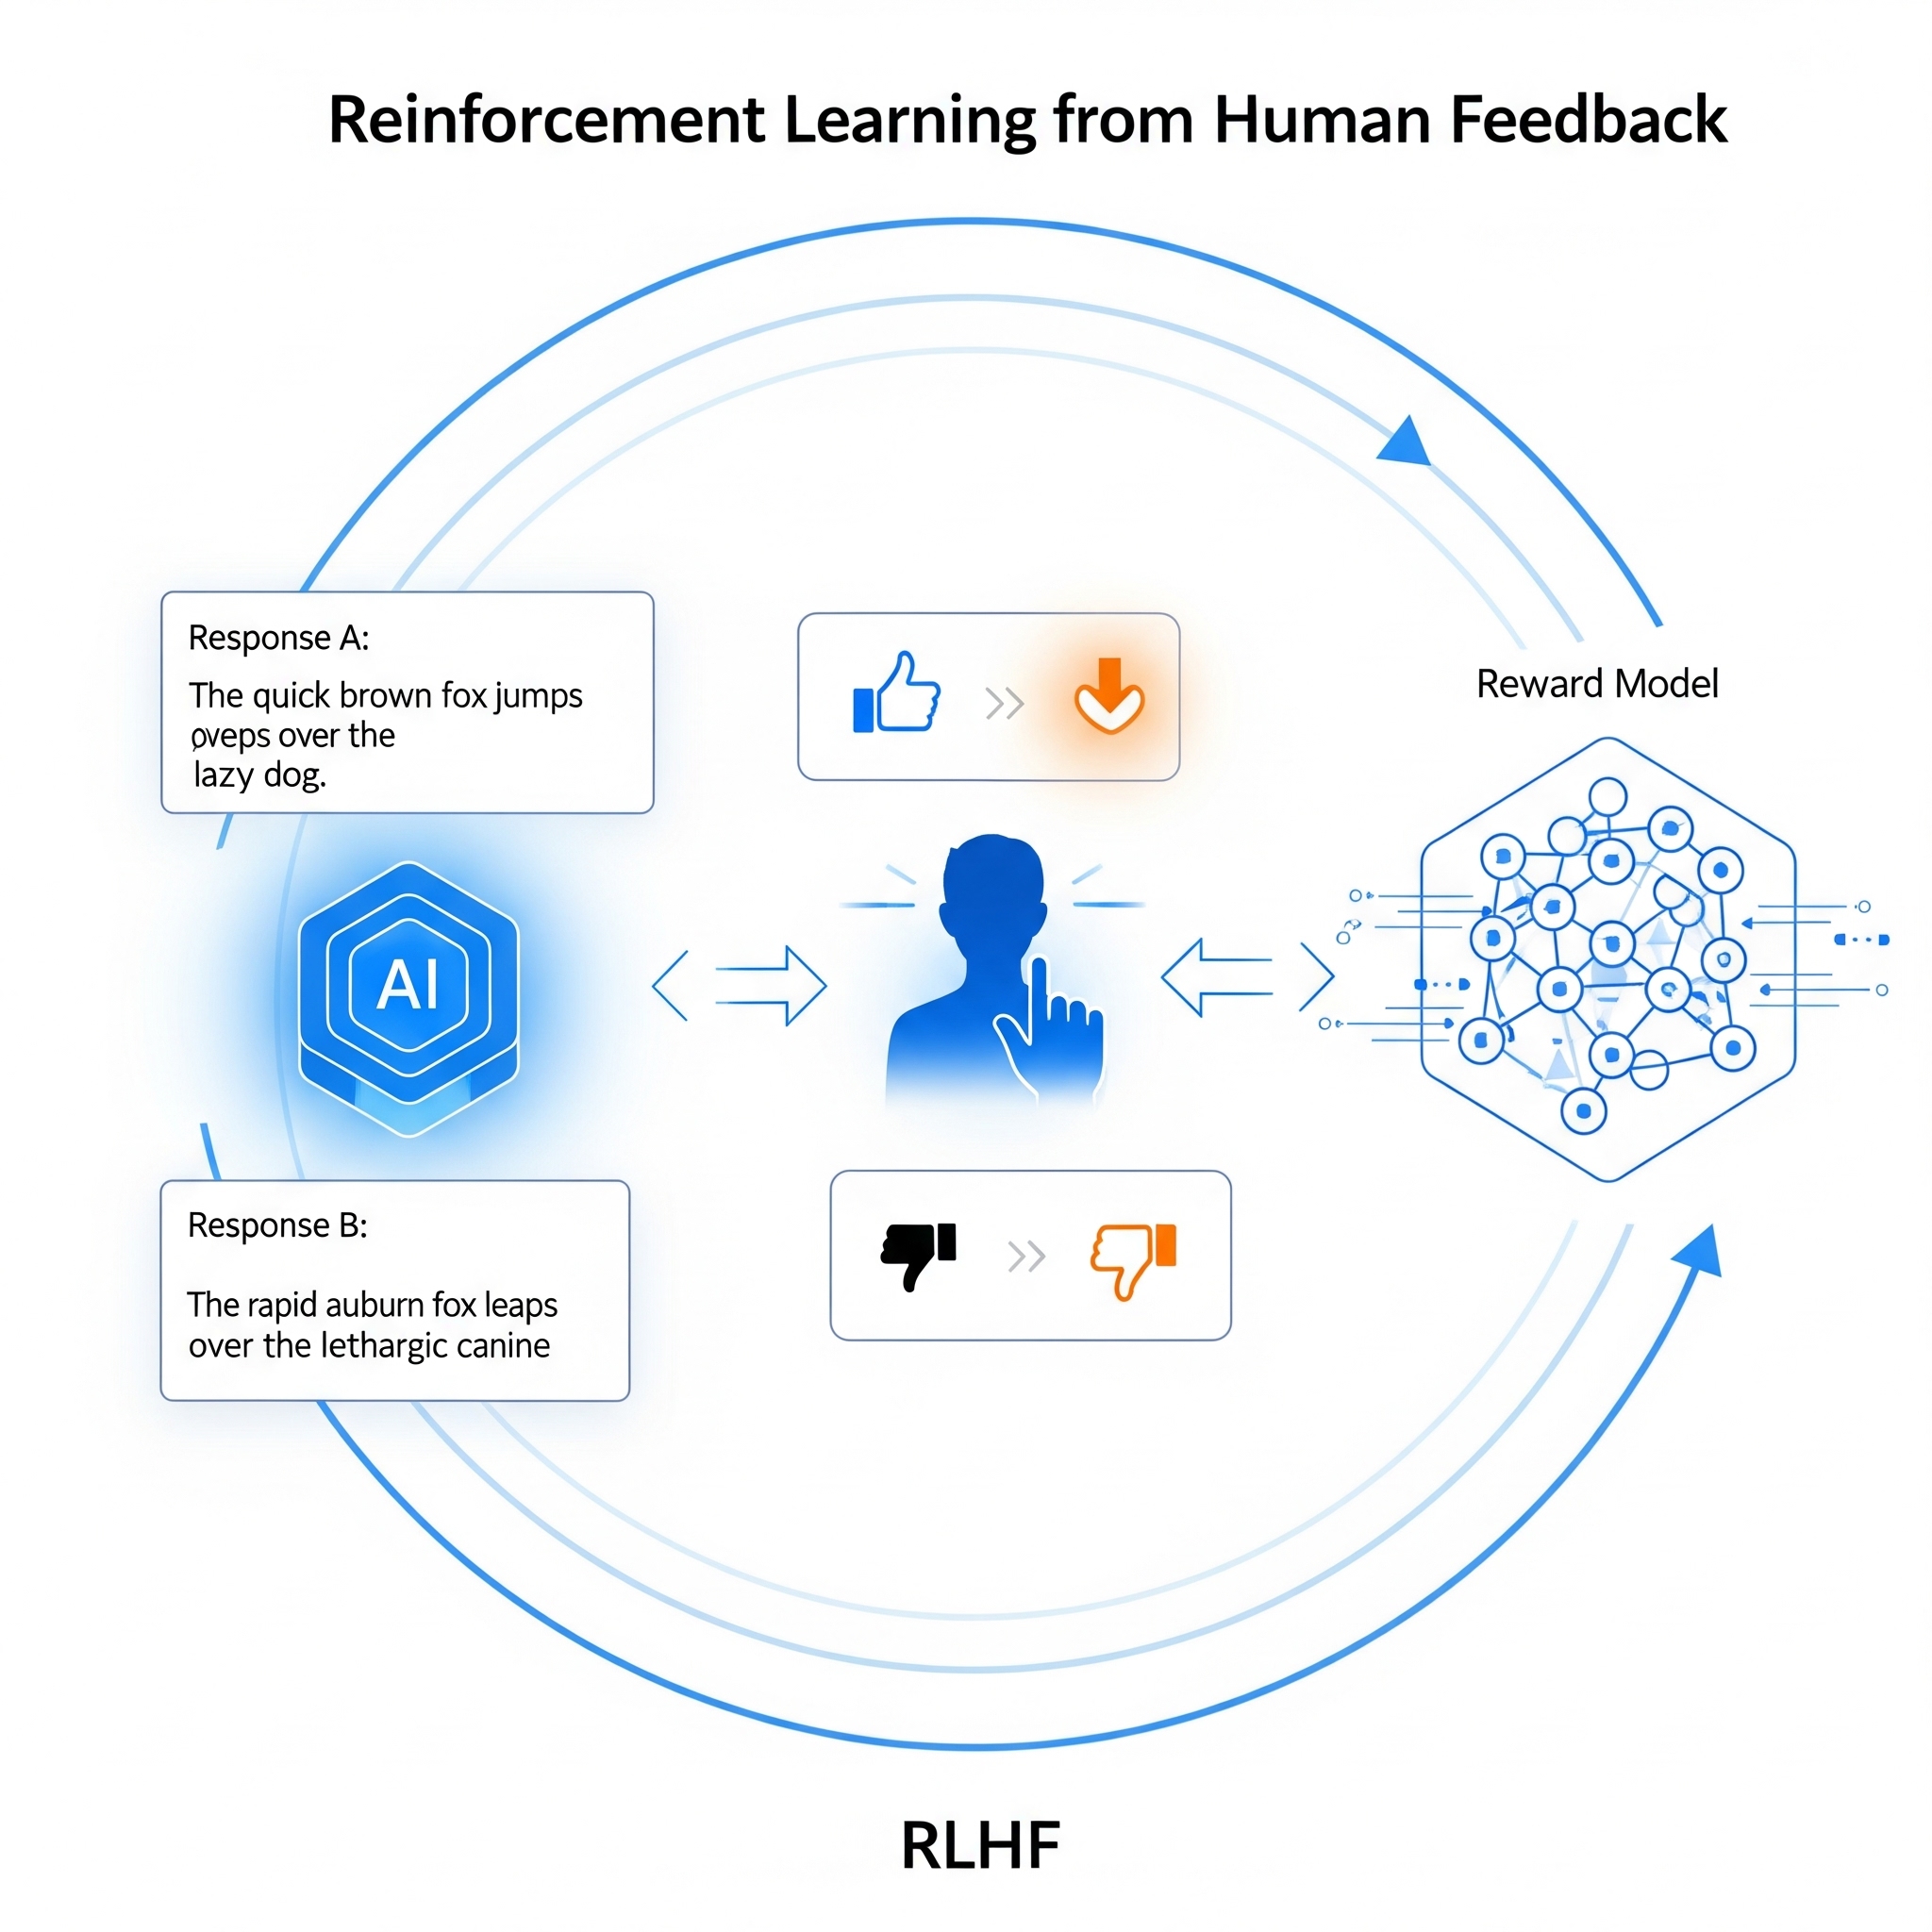 Reinforcement Learning from Human Feedback
Response A:
The quick brown fox jumps
oveps over the
lazy dog.
Reward Model
AI
Response B:
The rapid auburn fox leaps
over the lethargic canine
RLHF